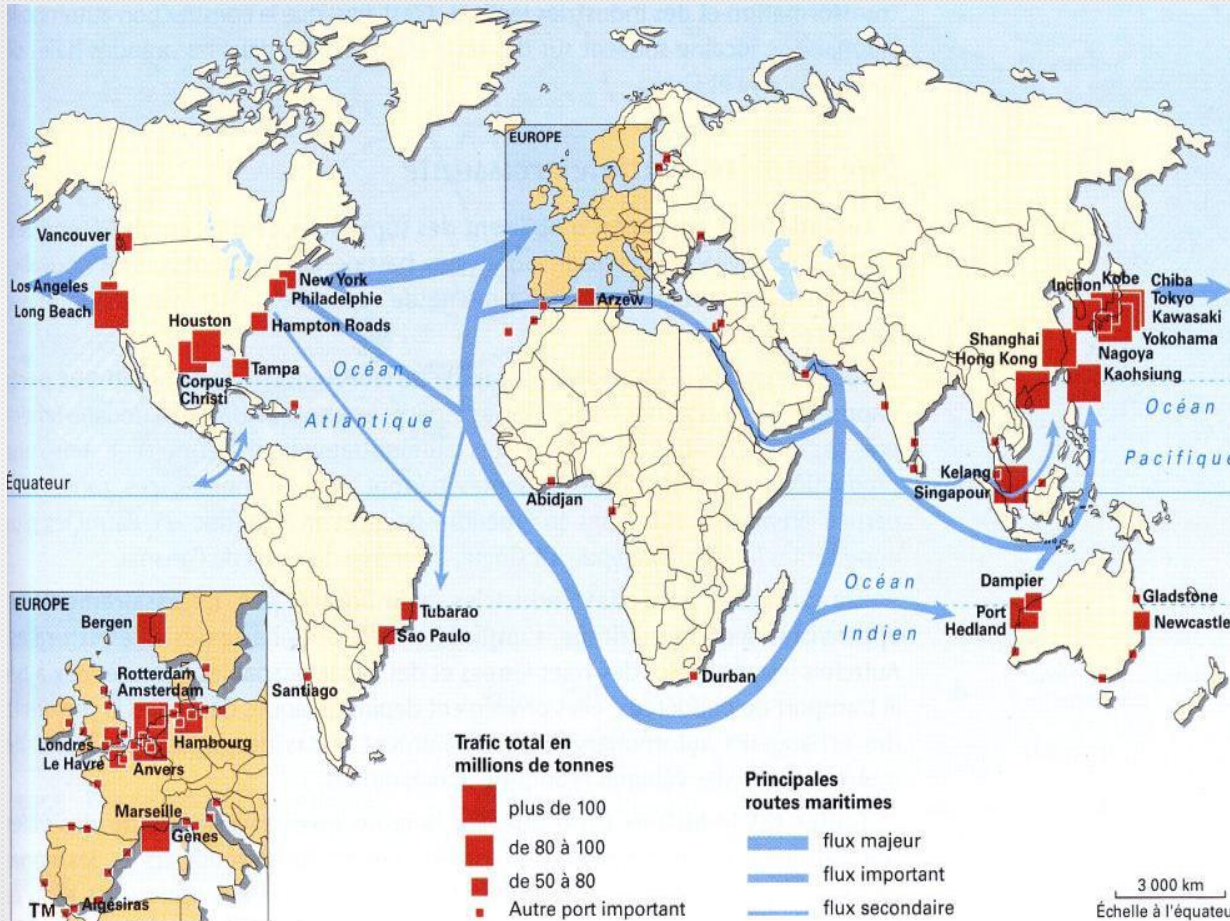 EUROPE
Vancouver
Los Angeles
Long Beach
New York
Philadelphie
Houston
Hampton Roads
Corpus
Christi
Tampa
Océan
Atlantique
Équateur
Arzew
Abidjan
Durban
Tubarao
Sao Paulo
Santiago
Inchon
Kobe
Chiba
Tokyo
Kawasaki
Yokohama
Nagoya
Shanghai
Hong Kong
Kaohsiung
Océan
Pacifique
Kelang
Singapour
Océan
Indien
Dampier
Port
Hedland
Gladstone
Newcastle
EUROPE
Bergen
Rotterdam
Amsterdam
Londres
Le Havre
Hambourg
Anvers
Marseille
Gênes
Algésiras
TM
Trafic total en
millions de tonnes
plus de 100
de 80 à 100
de 50 à 80
Autre port important
Principales
routes maritimes
flux majeur
flux important
flux secondaire
3 000 km
Échelle à l'équateur